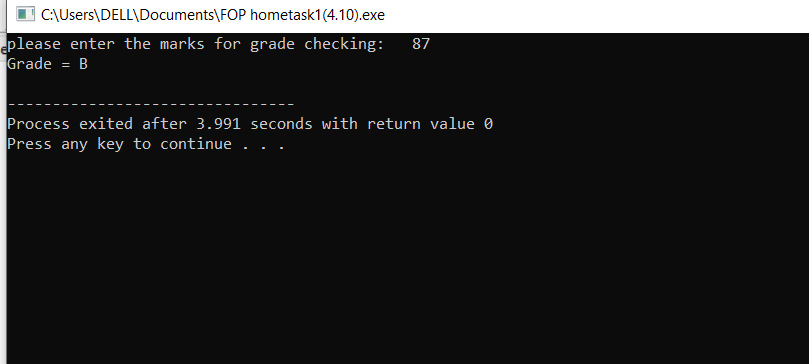 C:\Users\DELL\Documents\FOP hometask1(4.10).exe
please enter the marks for grade checking:   87
Grade = B
--------------------------------
Process exited after 3.991 seconds with return value 0
Press any key to continue . . .